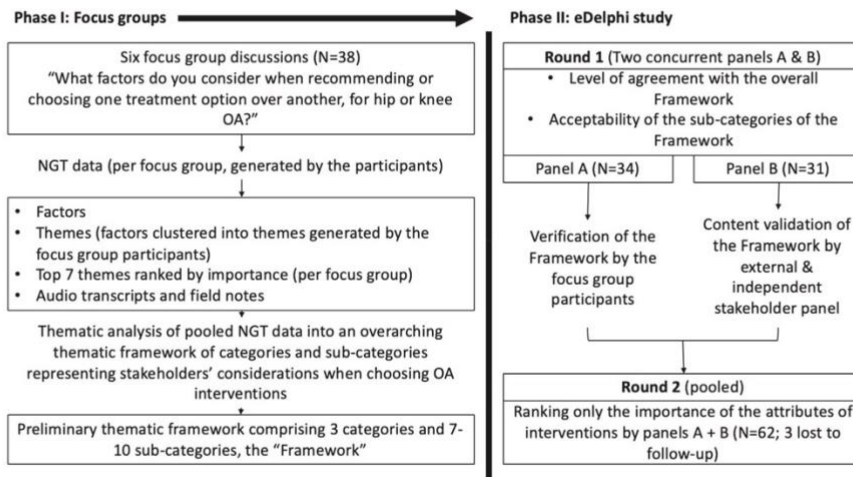 Phase I: Focus groups
Six focus group discussions (N=38)
"What factors do you consider when recommending or
choosing one treatment option over another, for hip or knee
OA?"
NGT data (per focus group, generated by the participants)
• Factors
• Themes (factors clustered into themes generated by the
focus group participants)
• Top 7 themes ranked by importance (per focus group)
• Audio transcripts and field notes
Thematic analysis of pooled NGT data into an overarching
thematic framework of categories and sub-categories
representing stakeholders' considerations when choosing OA
interventions
Preliminary thematic framework comprising 3 categories and 7-
10 sub-categories, the "Framework"
Phase II: eDelphi study
Round 1 (Two concurrent panels A & B)
• Level of agreement with the overall
Framework
• Acceptability of the sub-categories of the
Framework
Panel A (N=34)
Verification of the
Framework by the
focus group
participants
Panel B (N=31)
Content validation of
the Framework by
external &
independent
stakeholder panel
Round 2 (pooled)
Ranking only the importance of the attributes of
interventions by panels A + B (N=62; 3 lost to
follow-up)